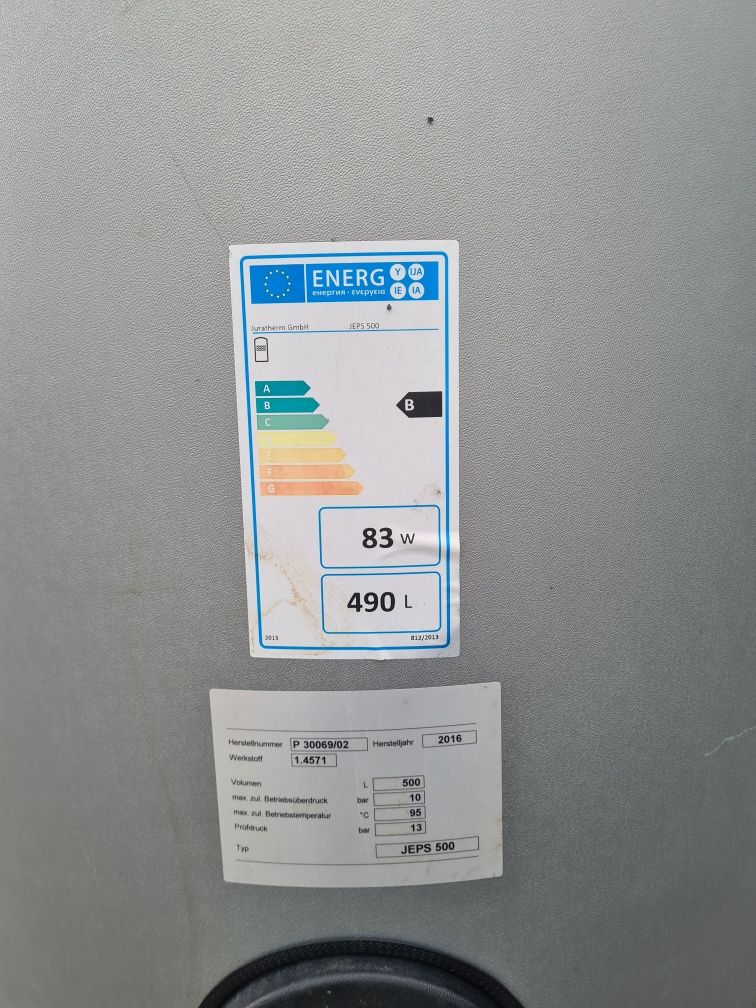 ENERG Y IJA
енергия · ενεργεια IE IA
Juratherm GmbH JEPS 500
A
B B
C
E
F
G
83 W
490 L
2015 812/2013
Herstellnummer P 30069/02 Herstelljahr 2016
Werkstoff 1.4571
Volumen L 500
max. zul. Betriebsüberdruck bar 10
max. zul. Betriebstemperatur °C 95
Prüfdruck bar 13
Typ JEPS 500